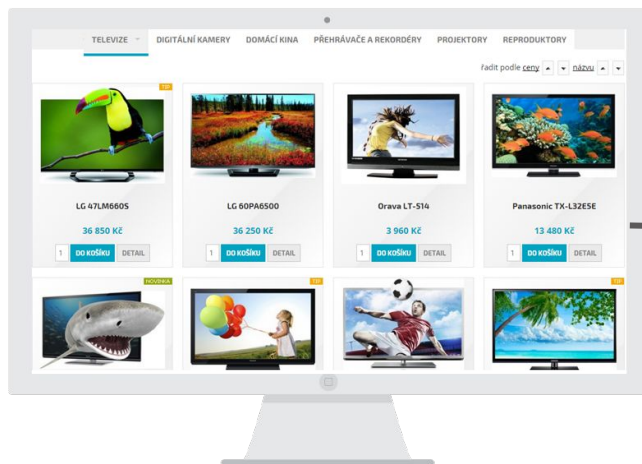 TELEVIZE DIGITÁLNÍ KAMERY DOMÁCÍ KINA PŘEHRÁVAČE A REKORDÉRY PROJEKTORY REPRODUKTORY
řadit podle ceny názvu
TIP
LG 47LM660S LG 60PA6500 Orava LT-514 Panasonic TX-L32E5E
36 850 Kč 36 250 Kč 3 960 Kč 13 480 Kč
1 DO KOŠÍKU DETAIL 1 DO KOŠÍKU DETAIL 1 DO KOŠÍKU DETAIL 1 DO KOŠÍKU DETAIL
NOVINKA TIP TIP